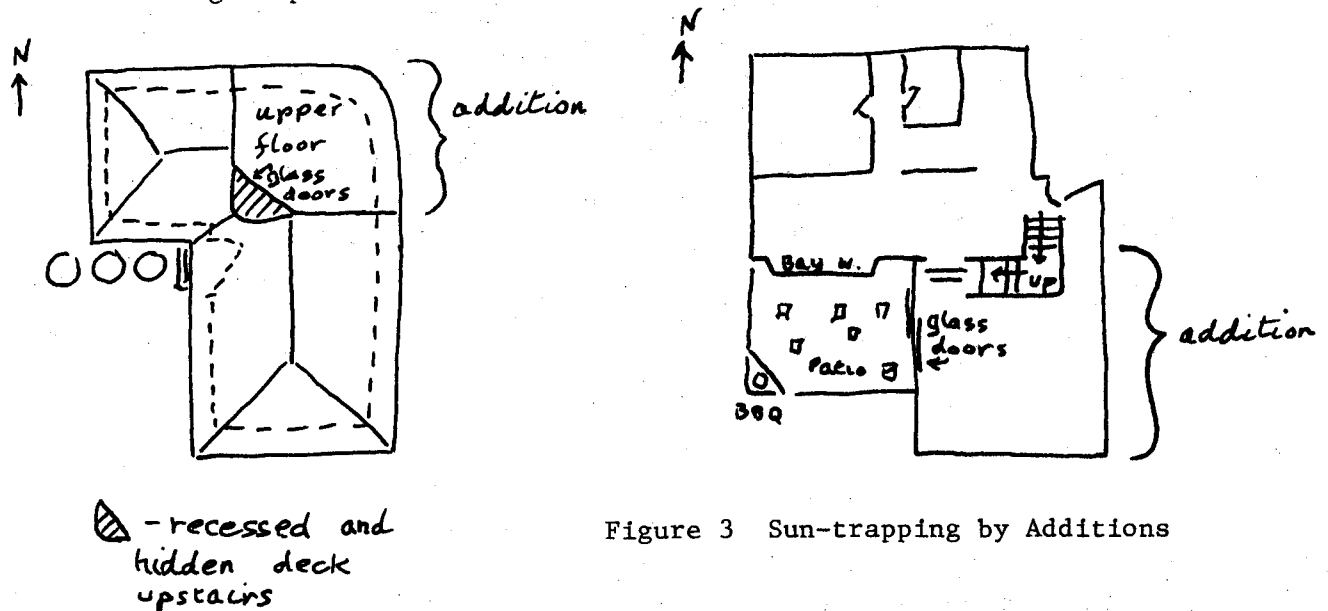 N
upper
floor
glass
doors
addition
- recessed and
hidden deck
upstairs
N
Bay W.
up
glass
doors
Patio
BBQ
addition
Figure 3 Sun-trapping by Additions